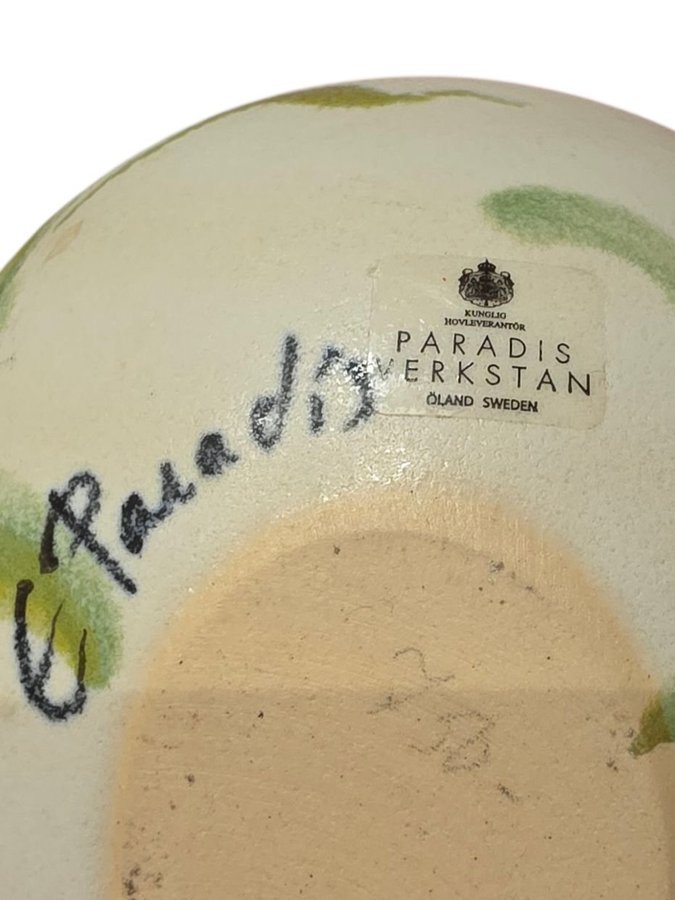 KUNGLIG
HOVLEVERANTÖR
PARADIS
VERKSTAN
ÖLAND SWEDEN
Paradis